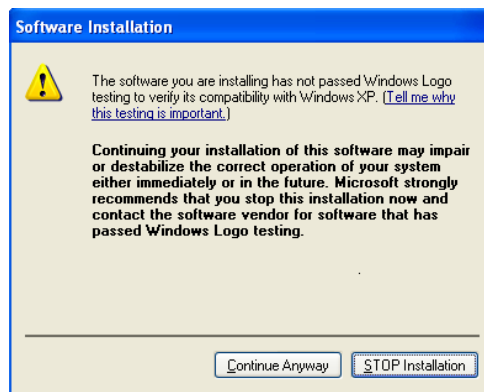 Software Installation
The software you are installing has not passed Windows Logo
testing to verify its compatibility with Windows XP. (Tell me why
this testing is important.)
Continuing your installation of this software may impair
or destabilize the correct operation of your system
either immediately or in the future. Microsoft strongly
recommends that you stop this installation now and
contact the software vendor for software that has
passed Windows Logo testing.
Continue Anyway
STOP Installation